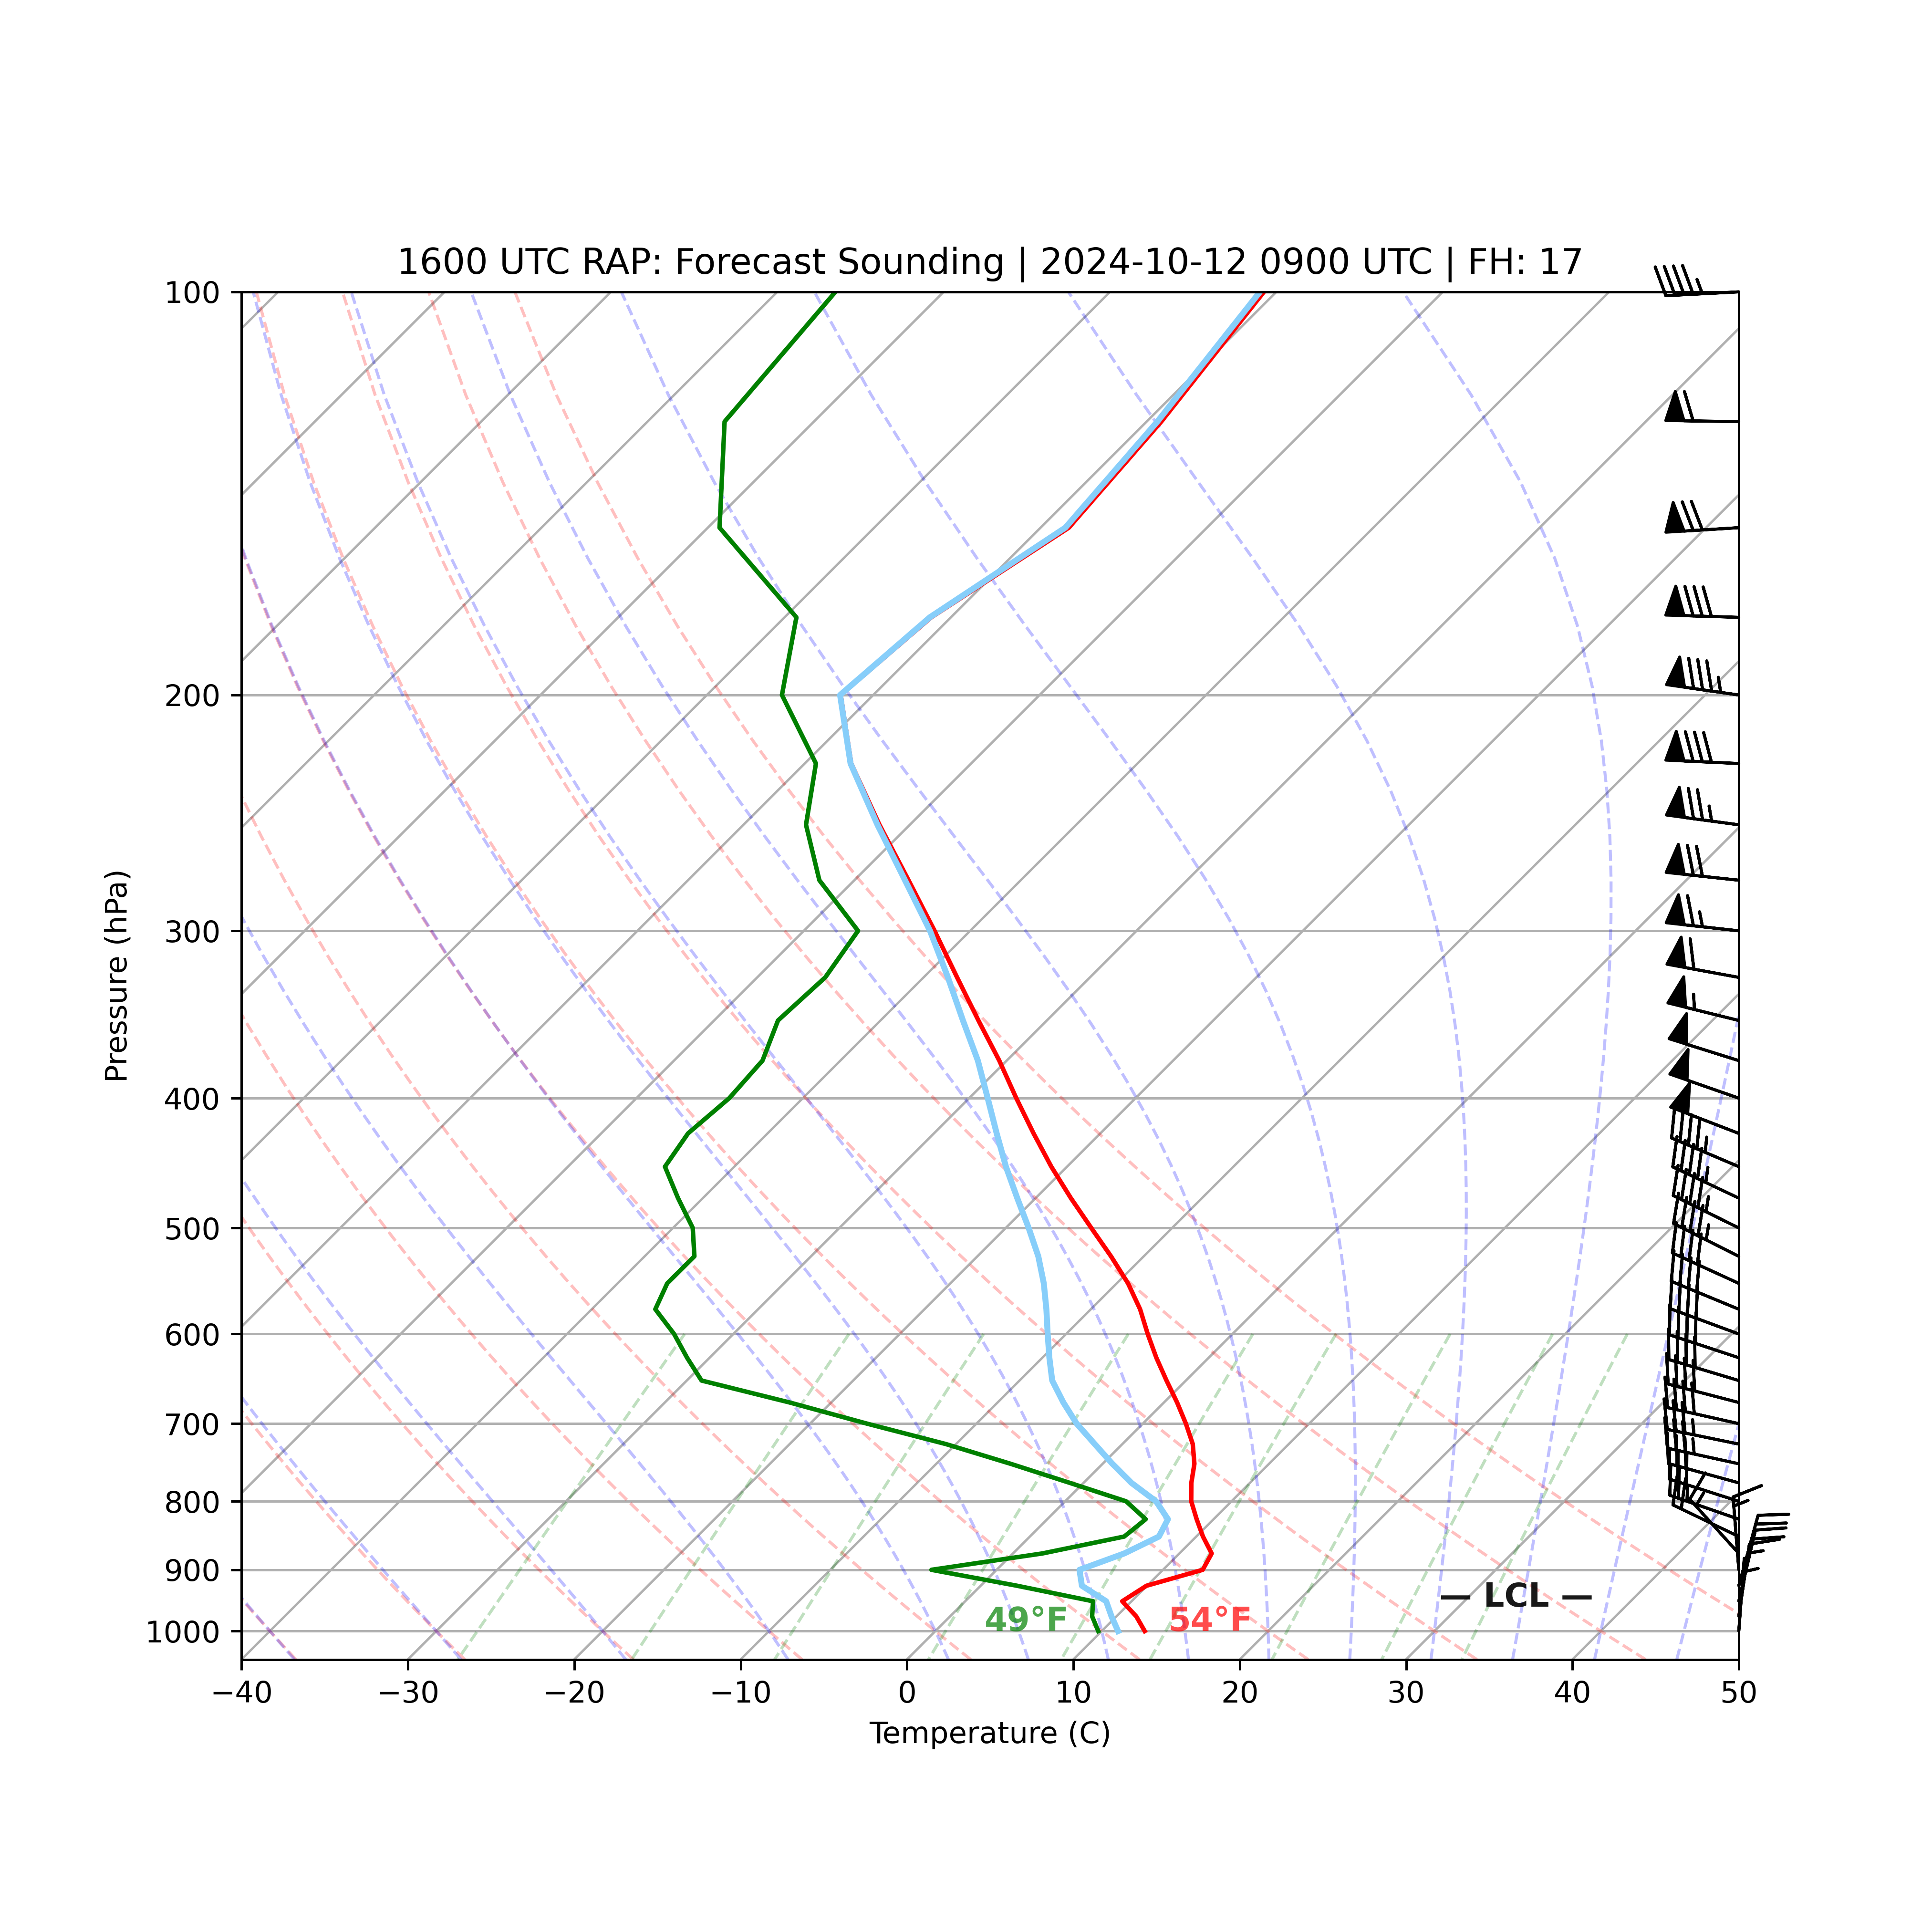 1600 UTC RAP: Forecast Sounding | 2024-10-12 0900 UTC | FH: 17
100
200
300
400
500
600
700
800
900
1000
Pressure (hPa)
— LCL —
49°F
54°F
−40 −30 −20 −10 0 10 20 30 40 50
Temperature (C)